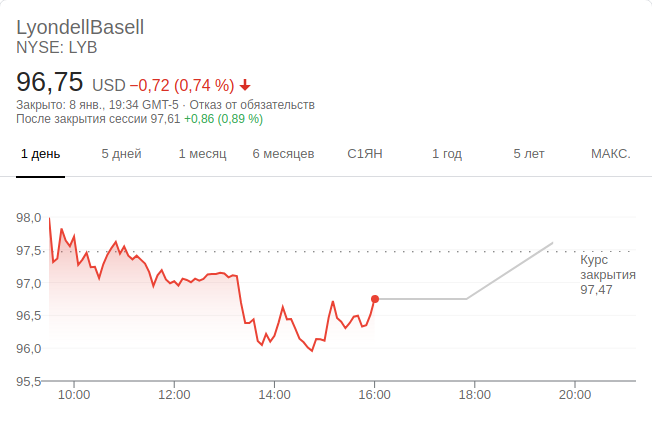 LyondellBasell
NYSE: LYB
96,75 USD −0,72 (0,74 %)
Закрыто: 8 янв., 19:34 GMT-5 · Отказ от обязательств
После закрытия сессии 97,61 +0,86 (0,89 %)
1 день 5 дней 1 месяц 6 месяцев С1ЯН 1 год 5 лет МАКС.
98,0
97,5
Курс
закрытия
97,47
97,0
96,5
96,0
95,5
10:00 12:00 14:00 16:00 18:00 20:00